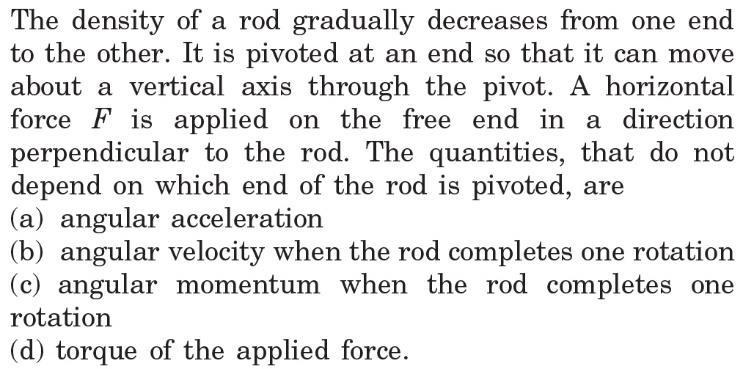 The density of a rod gradually decreases from one end
to the other. It is pivoted at an end so that it can move
about a vertical axis through the pivot. A horizontal
force F is applied on the free end in a direction
perpendicular to the rod. The quantities, that do not
depend on which end of the rod is pivoted, are
(a) angular acceleration
(b) angular velocity when the rod completes one rotation
(c) angular momentum when the rod completes one
rotation
(d) torque of the applied force.